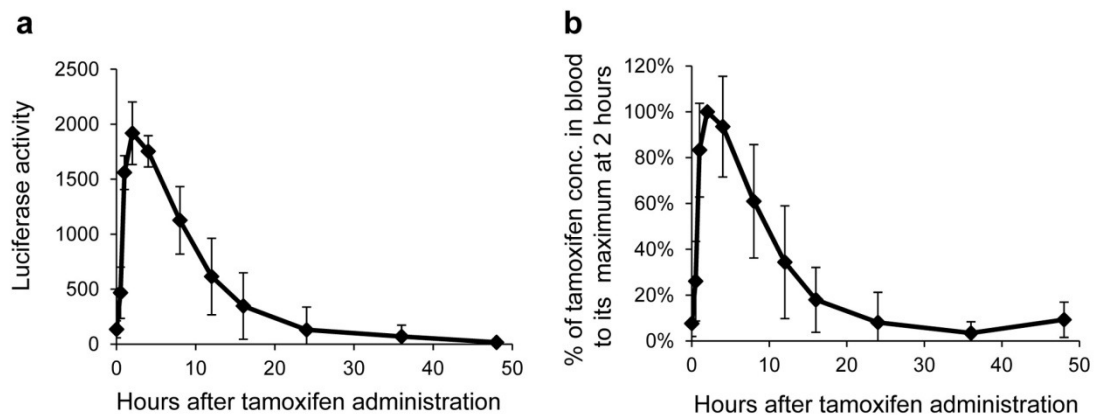 a
2500
2000
1500
1000
500
0
Luciferase activity
0 10 20 30 40 50
Hours after tamoxifen administration
b
120%
100%
80%
60%
40%
20%
0%
% of tamoxifen conc. in blood
to its maximum at 2 hours
0 10 20 30 40 50
Hours after tamoxifen administration